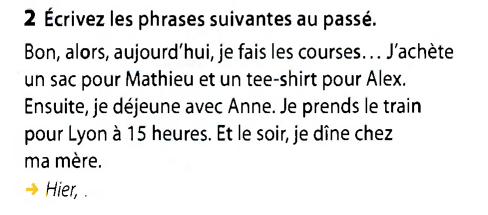 2 Écrivez les phrases suivantes au passé.
Bon, alors, aujourd'hui, je fais les courses... J'achète
un sac pour Mathieu et un tee-shirt pour Alex.
Ensuite, je déjeune avec Anne. Je prends le train
pour Lyon à 15 heures. Et le soir, je dîne chez
ma mère.
→ Hier, .